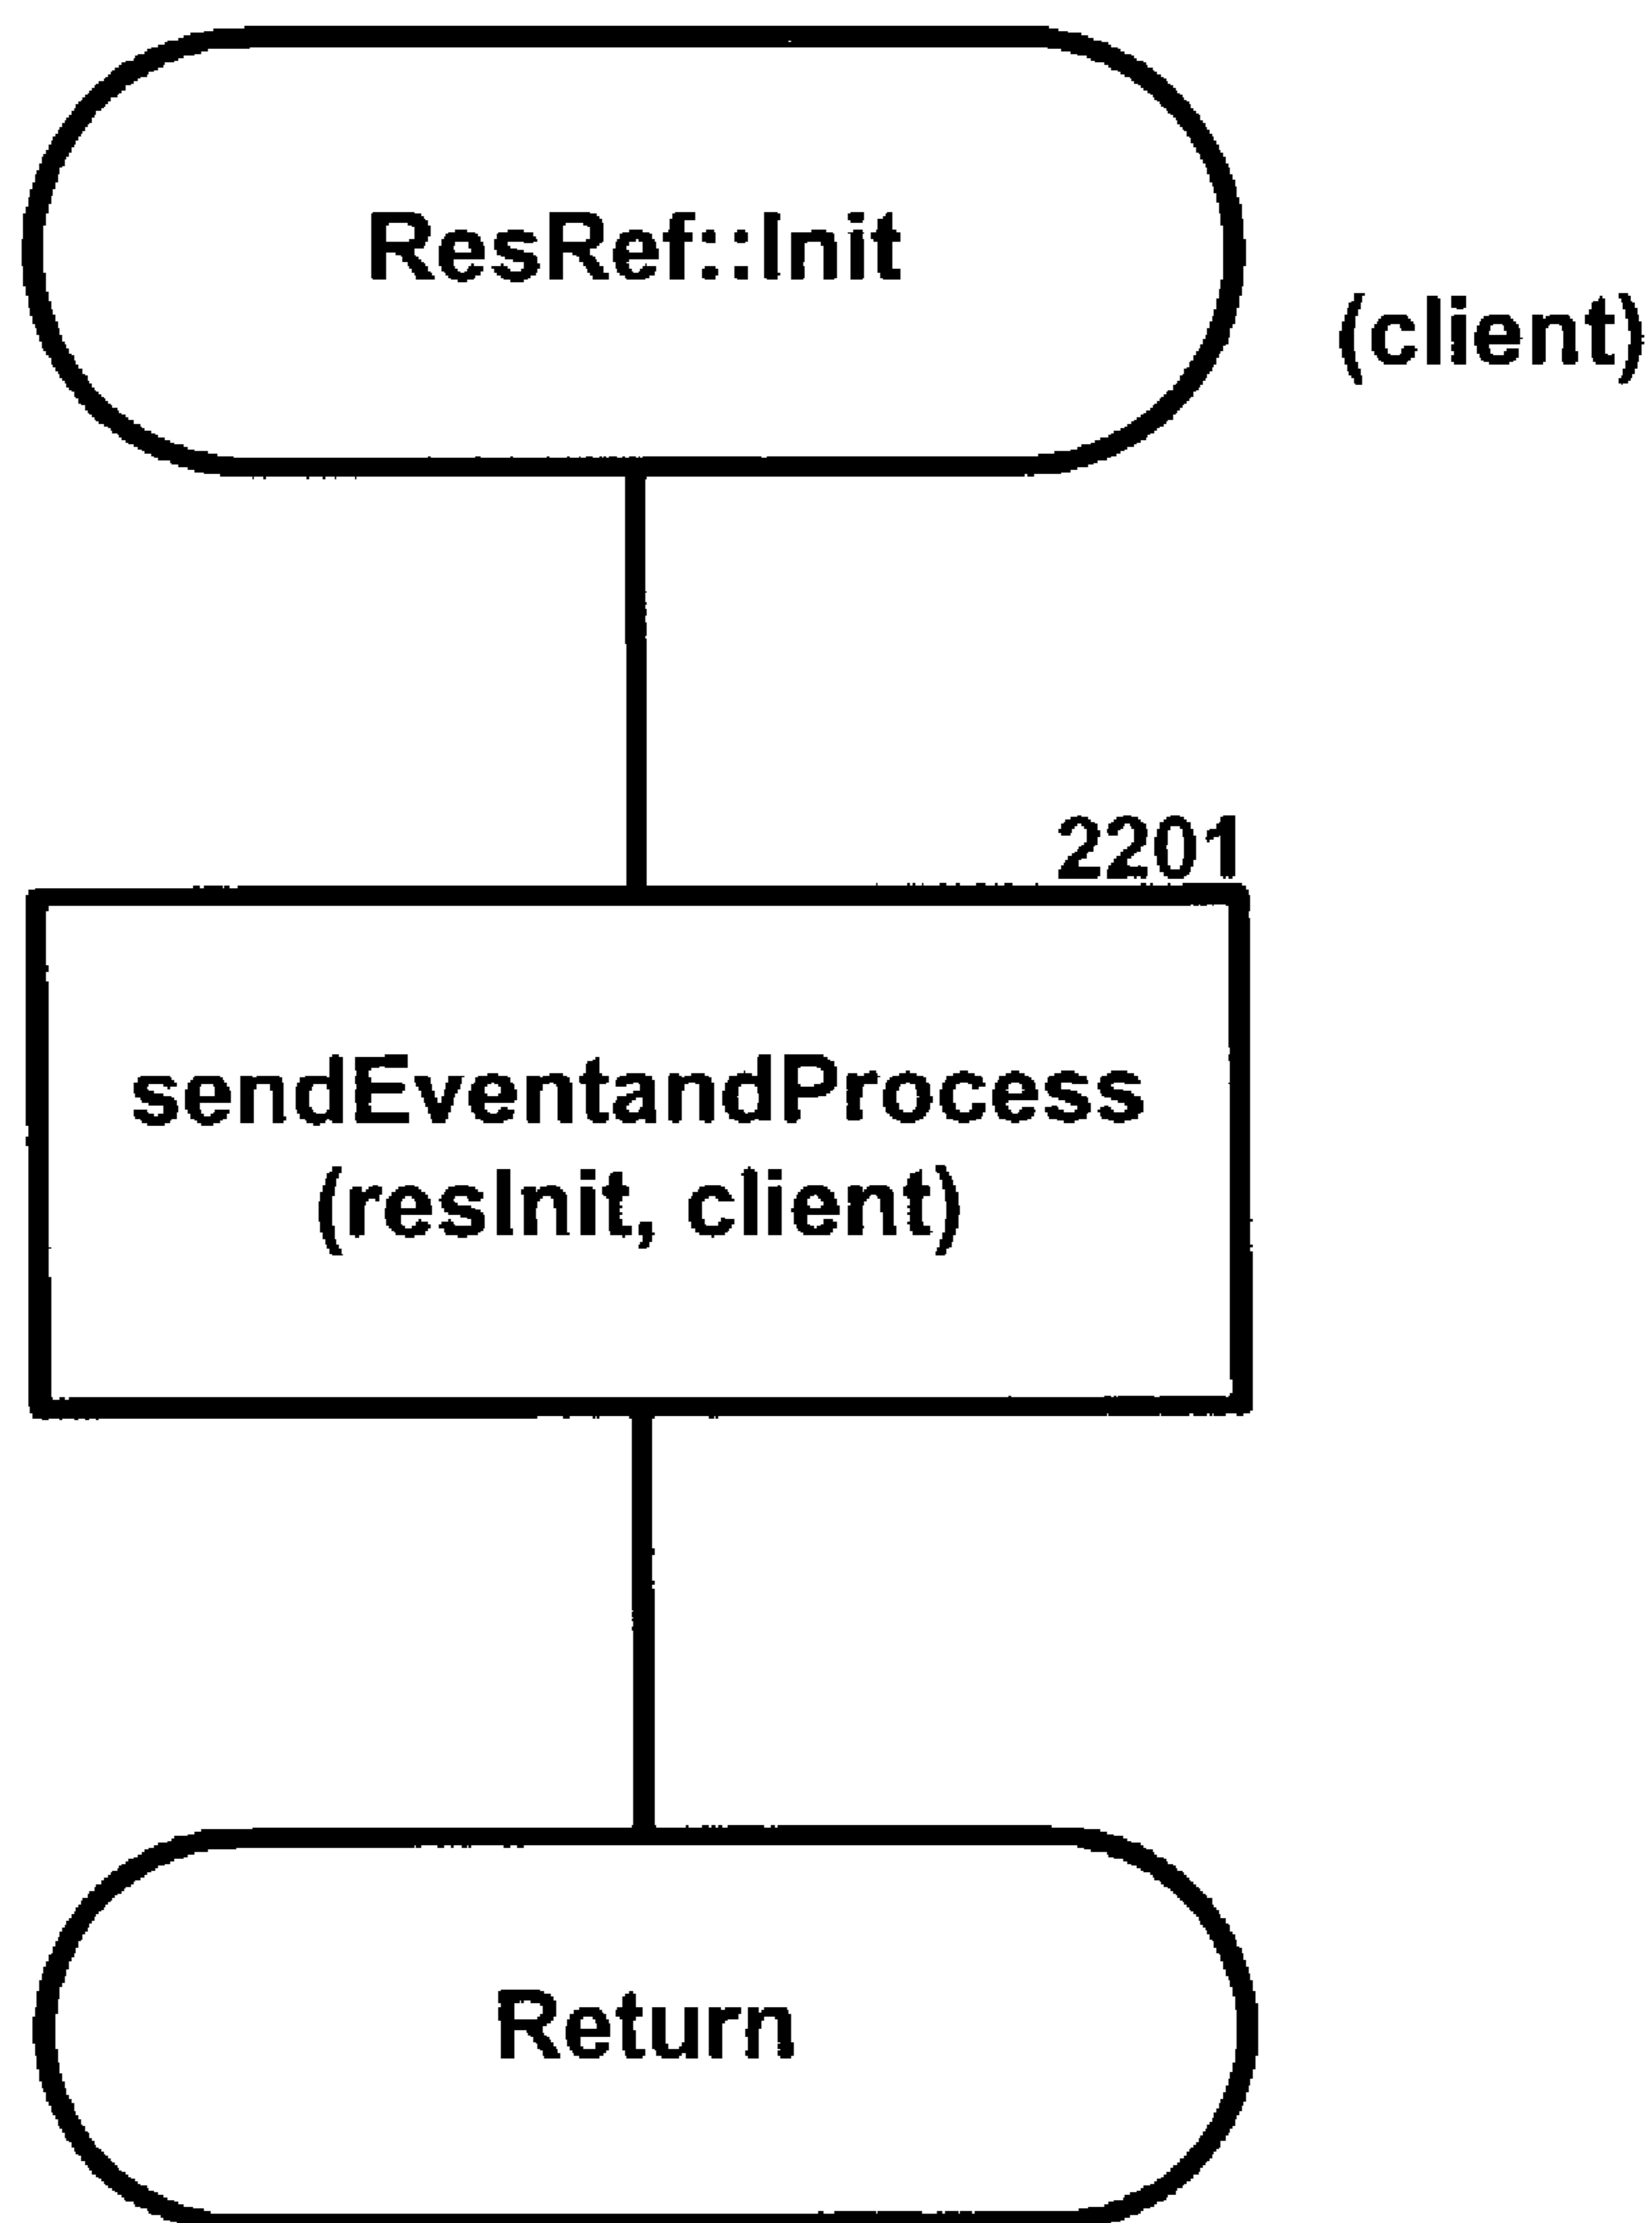 ResRef::Init
(client)
2201
sendEventandProcess
(resInit, client)
Return